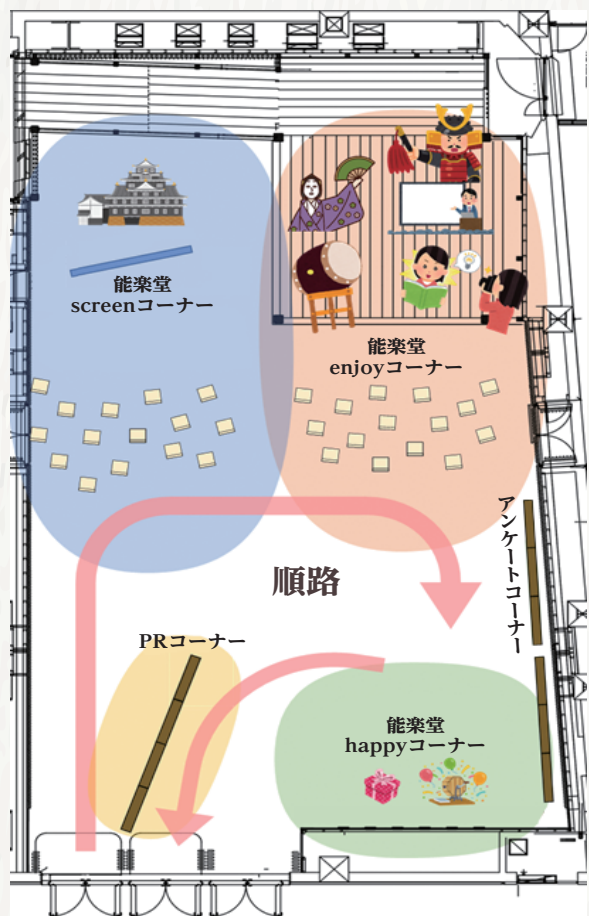 能楽堂
screenコーナー
能楽堂
enjoyコーナー
アンケートコーナー
順路
PRコーナー
能楽堂
happyコーナー